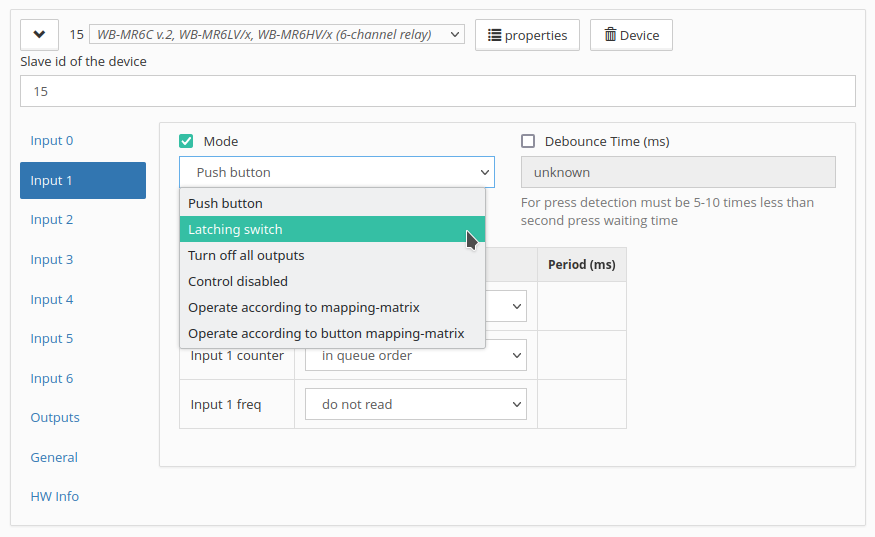 15 WB-MR6C v.2, WB-MR6LV/x, WB-MR6HV/x (6-channel relay) properties Device
Slave id of the device
15
Input 0
Input 1
Input 2
Input 3
Input 4
Input 5
Input 6
Outputs
General
HW Info
Mode
Push button
Push button
Latching switch
Turn off all outputs
Control disabled
Operate according to mapping-matrix
Operate according to button mapping-matrix
Debounce Time (ms)
unknown
For press detection must be 5-10 times less than
second press waiting time
Period (ms)
Input 1 counter in queue order
Input 1 freq do not read